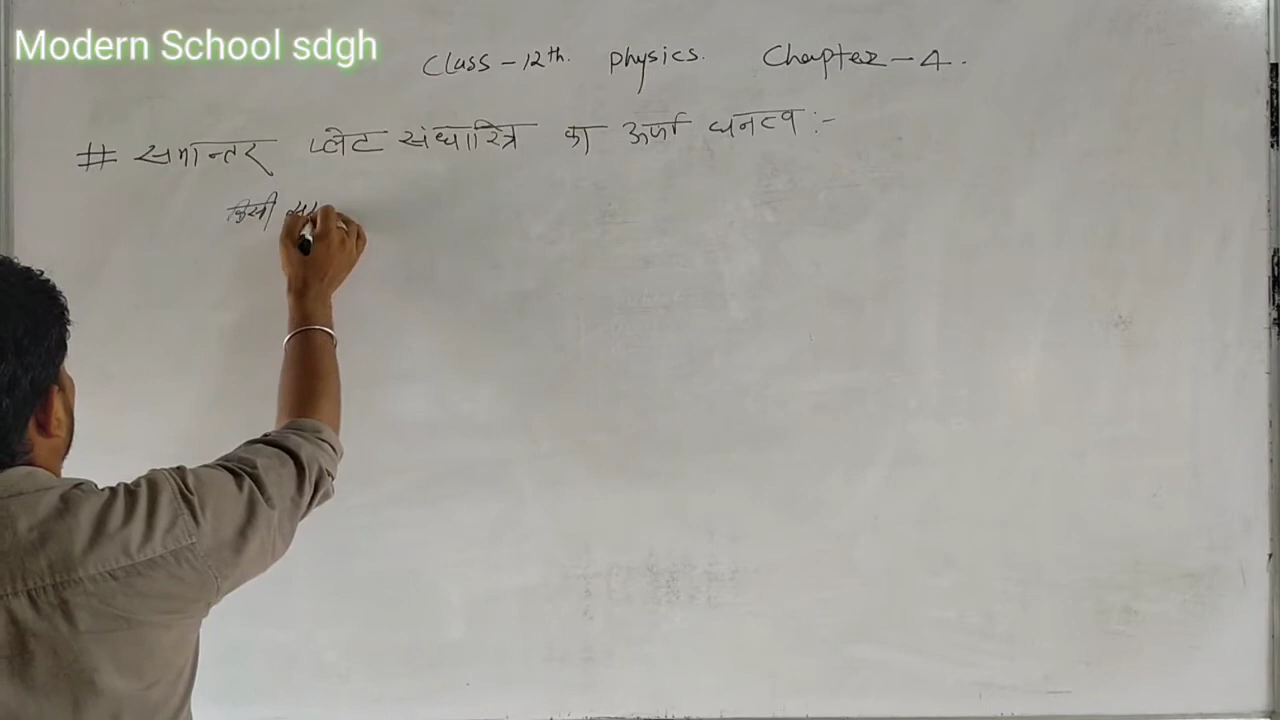 Modern School sdgh
Class - 12th. Physics. Chapter - 4.
# समान्तर प्लेट संधारित्र का ऊर्जा घनत्व :-
किसी